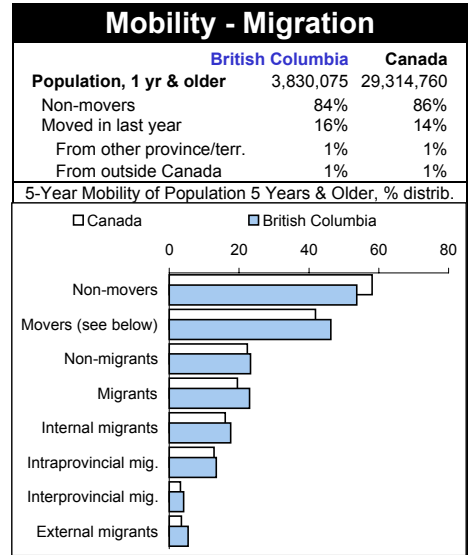 Mobility - Migration
British Columbia Canada
Population, 1 yr & older 3,830,075 29,314,760
Non-movers 84% 86%
Moved in last year 16% 14%
From other province/terr. 1% 1%
From outside Canada 1% 1%
5-Year Mobility of Population 5 Years & Older, % distrib.
Canada British Columbia
0 20 40 60 80
Non-movers
Movers (see below)
Non-migrants
Migrants
Internal migrants
Intraprovincial mig.
Interprovincial mig.
External migrants